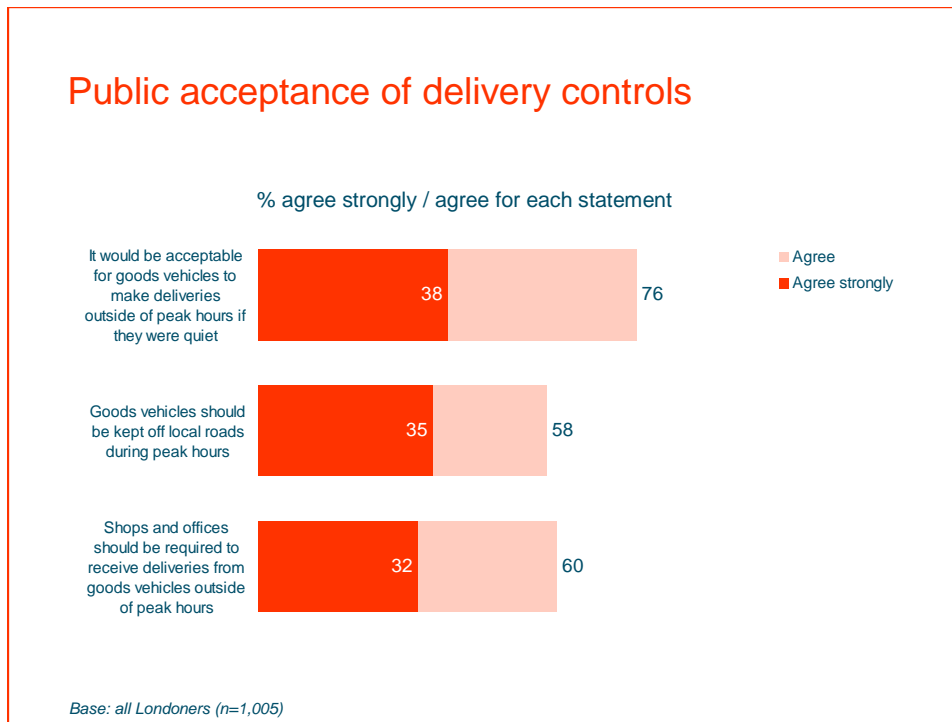 Public acceptance of delivery controls
% agree strongly / agree for each statement
It would be acceptable
for goods vehicles to
make deliveries
outside of peak hours if
they were quiet
38
76
Agree
Agree strongly
Goods vehicles should
be kept off local roads
during peak hours
35
58
Shops and offices
should be required to
receive deliveries from
goods vehicles outside
of peak hours
32
60
Base: all Londoners (n=1,005)